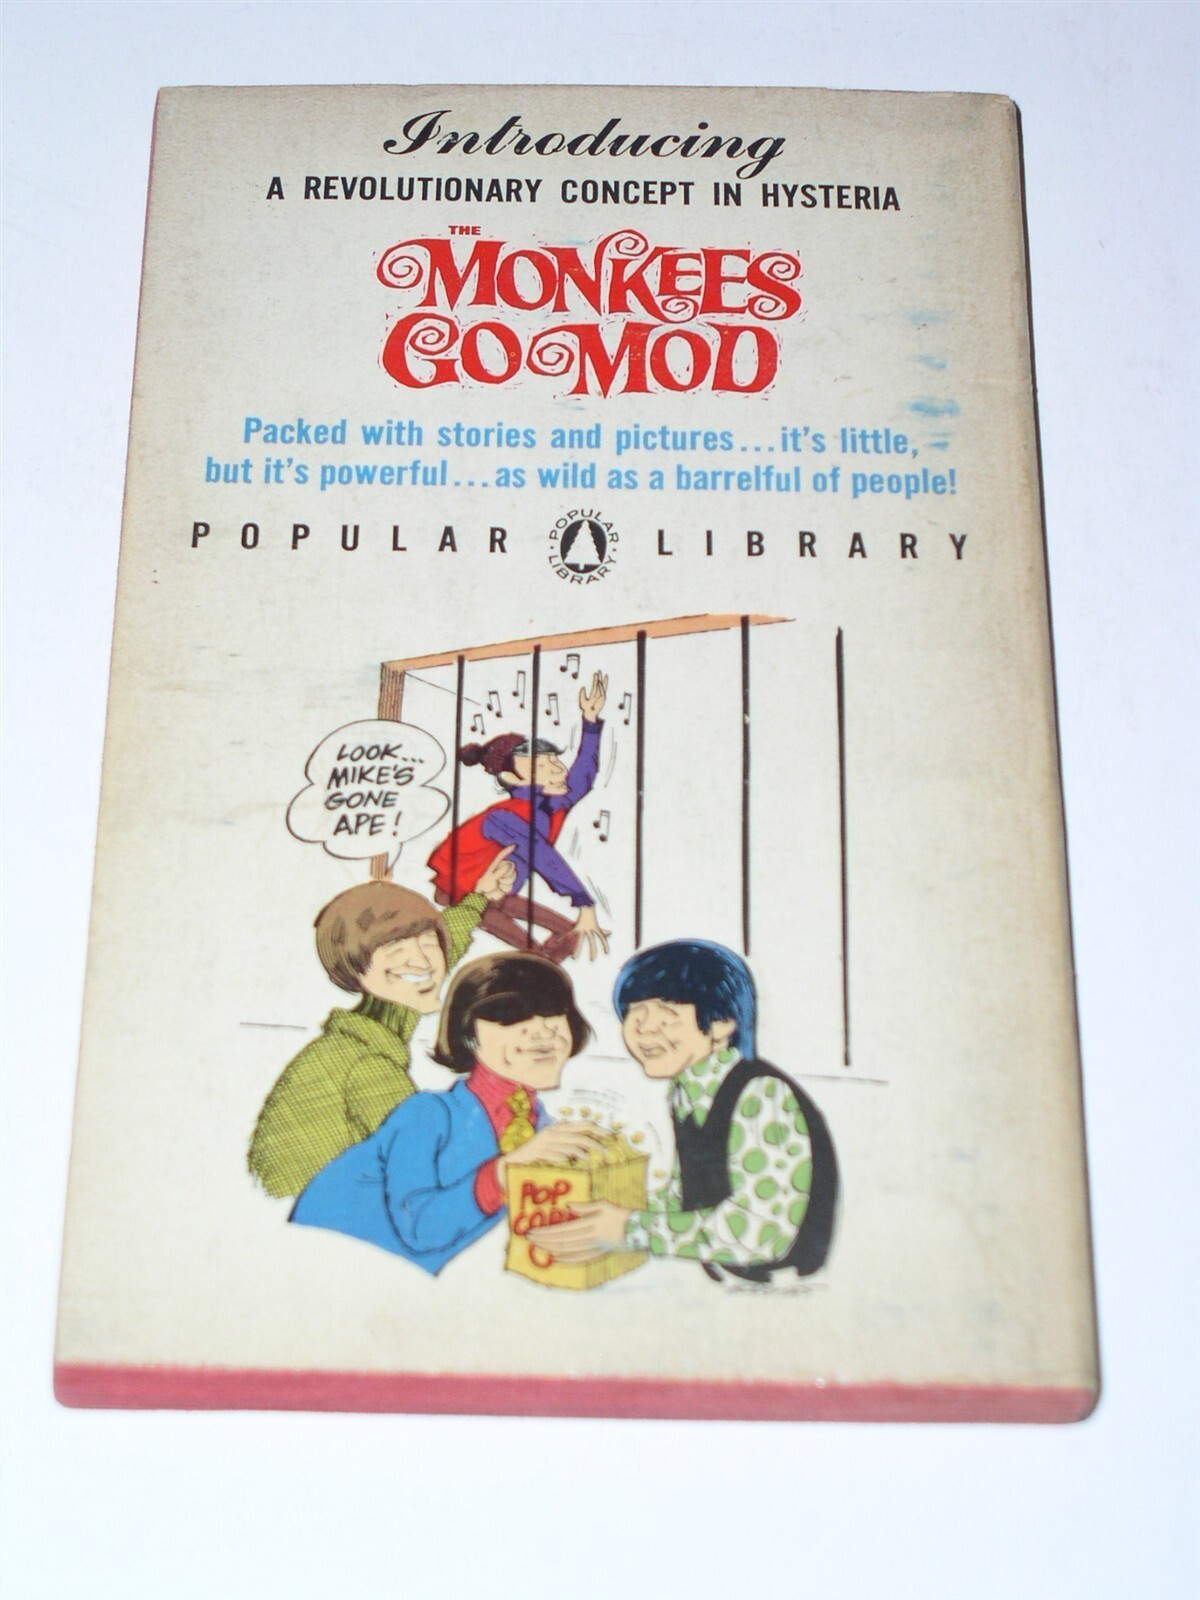 Introducing
A REVOLUTIONARY CONCEPT IN HYSTERIA
THE
MONKEES
GO MOD
Packed with stories and pictures...it's little,
but it's powerful...as wild as a barrelful of people!
POPULAR LIBRARY
POPULAR
LIBRARY
LOOK...
MIKE'S
GONE
APE!
POP